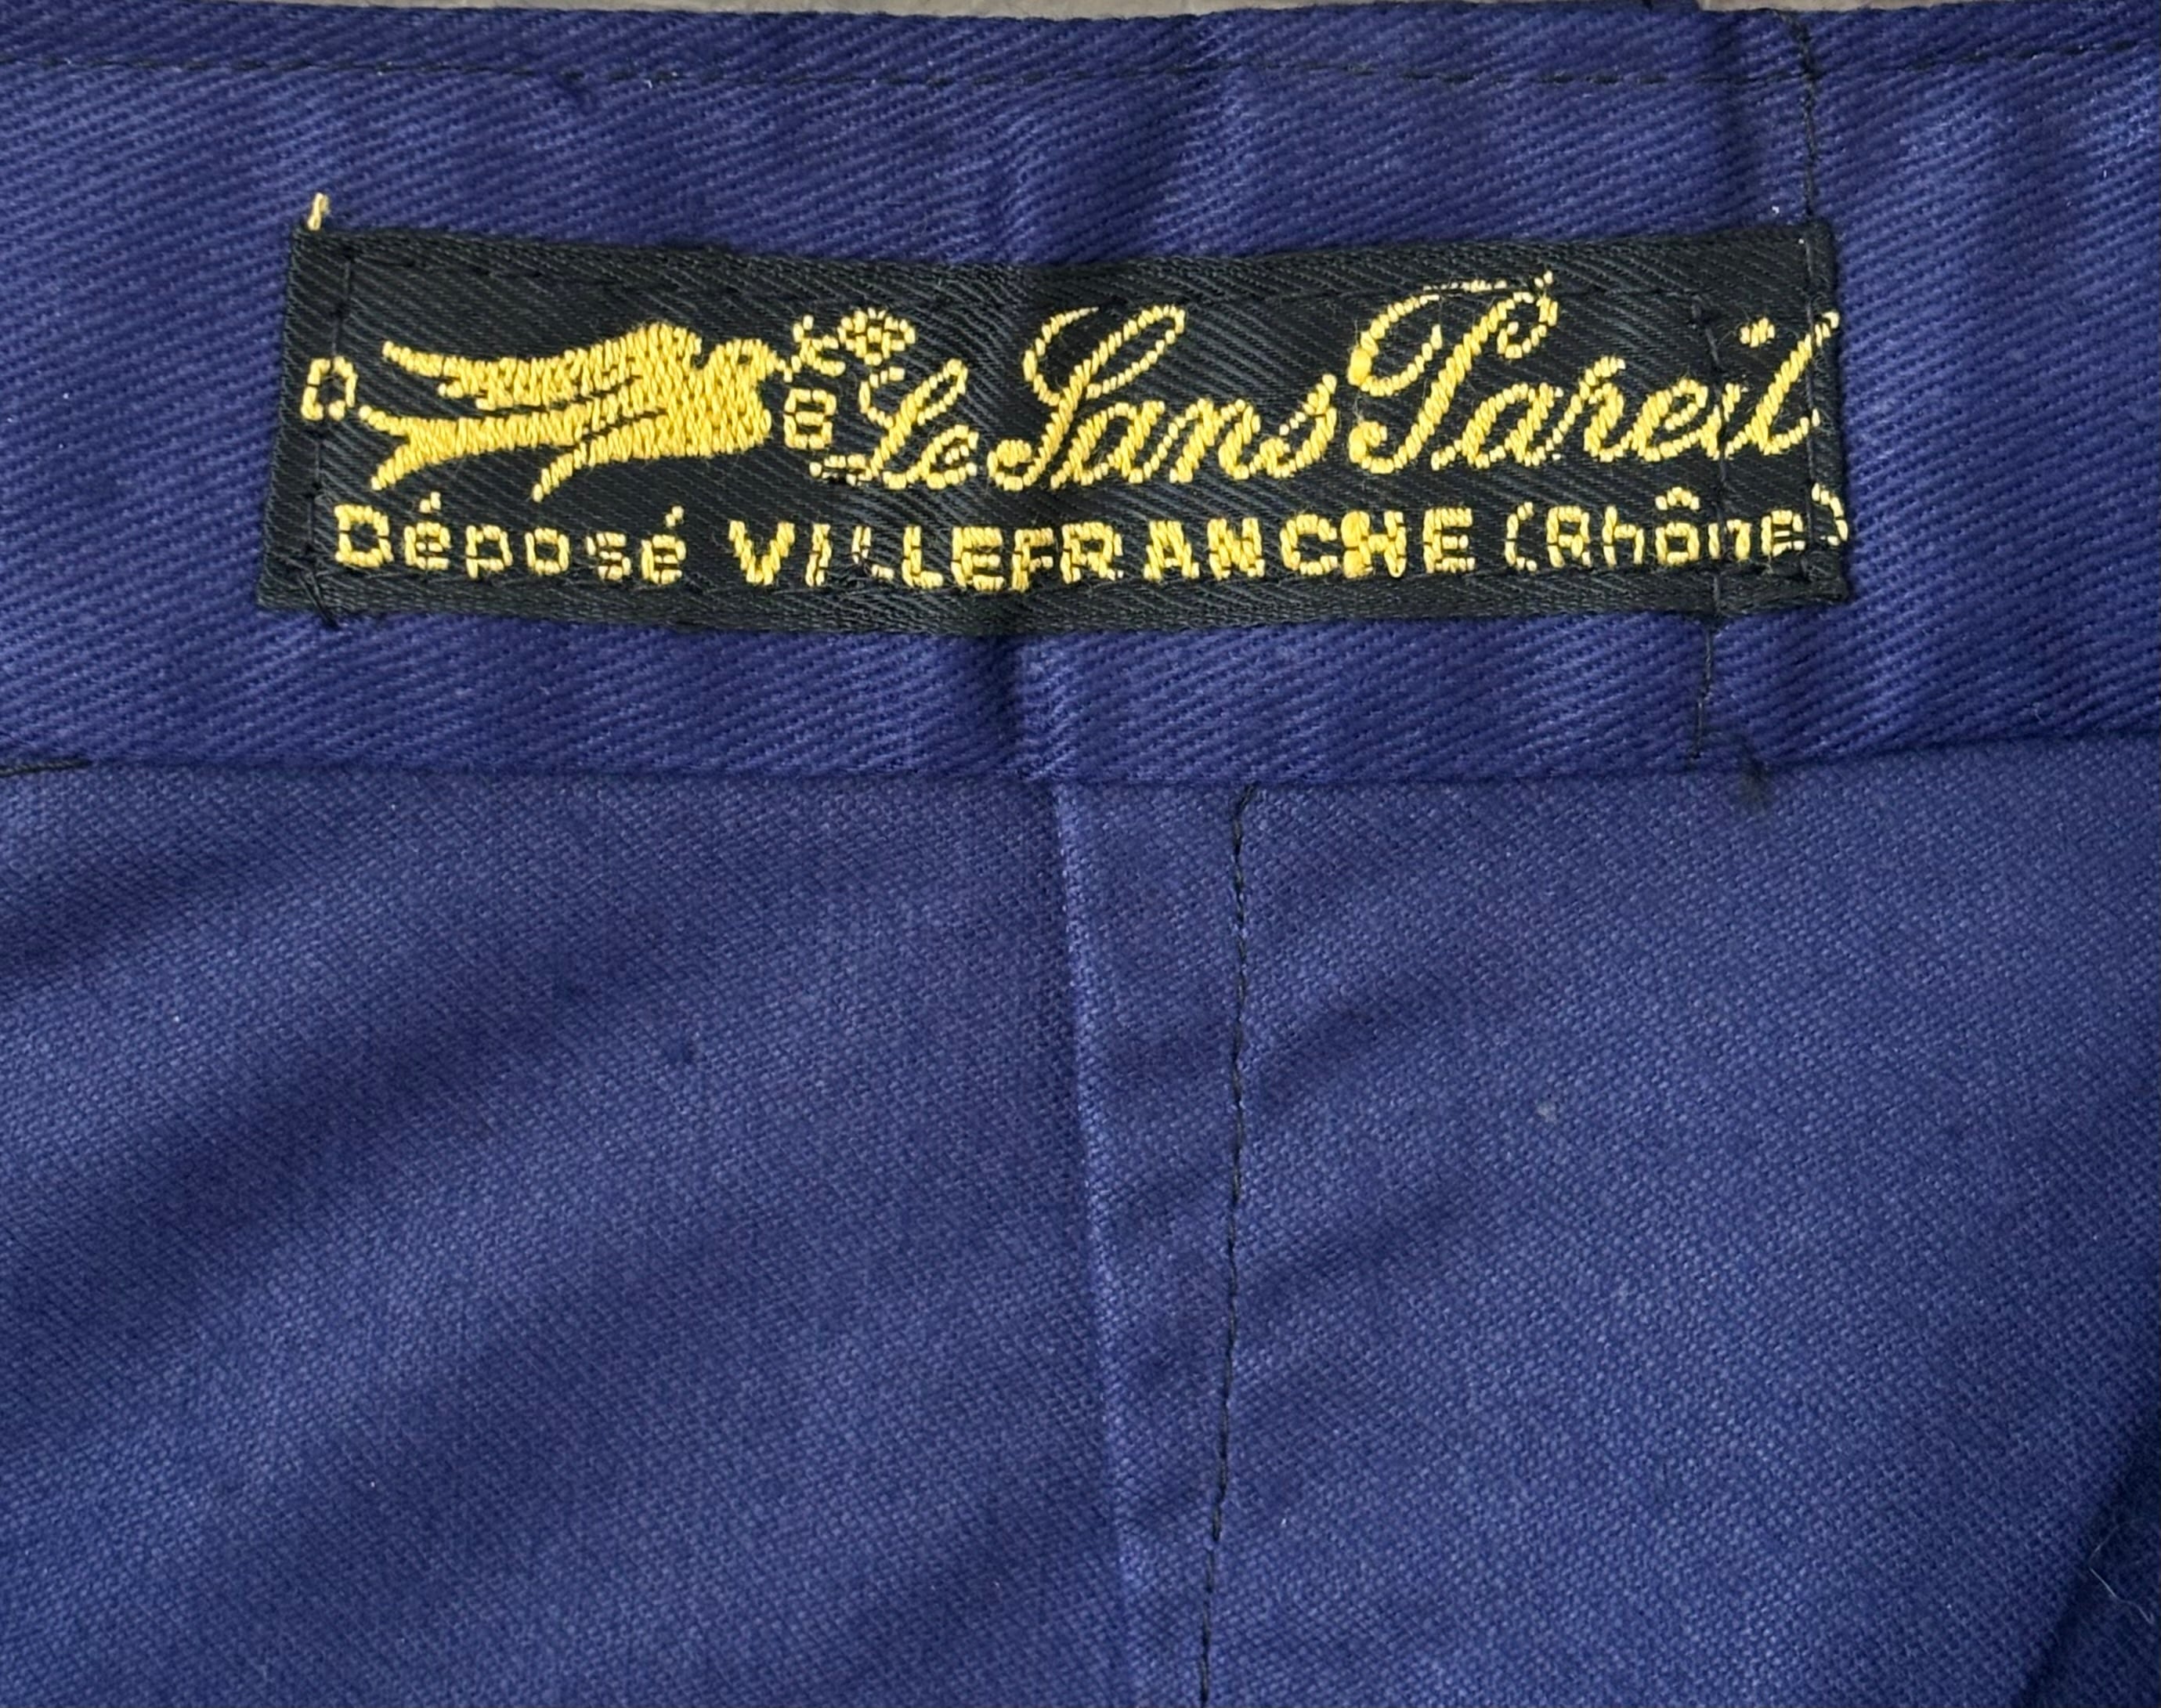 D B Le Sans Pareil
Déposé VILLEFRANCHE (Rhône)